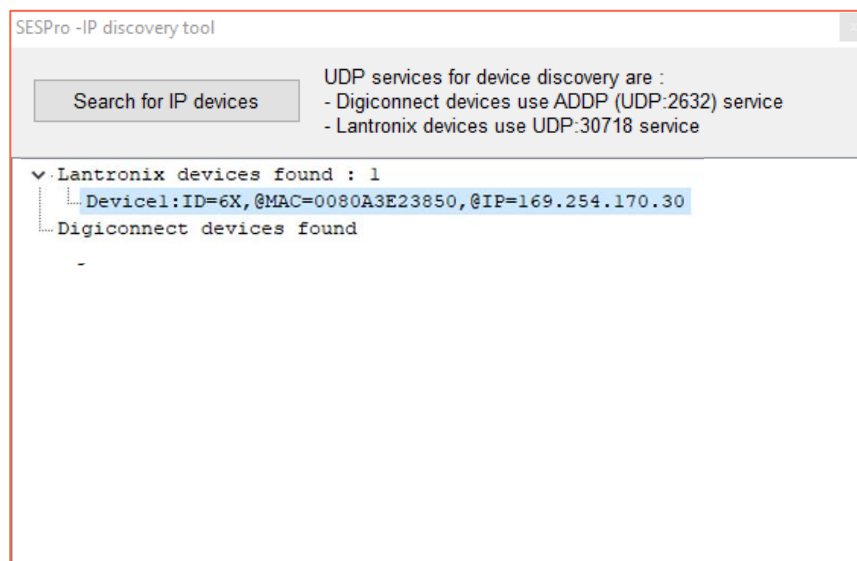 SESPro -IP discovery tool
Search for IP devices
UDP services for device discovery are :
- Digiconnect devices use ADDP (UDP:2632) service
- Lantronix devices use UDP:30718 service
Lantronix devices found : 1
Device1:ID=6X,@MAC=0080A3E23850,@IP=169.254.170.30
Digiconnect devices found